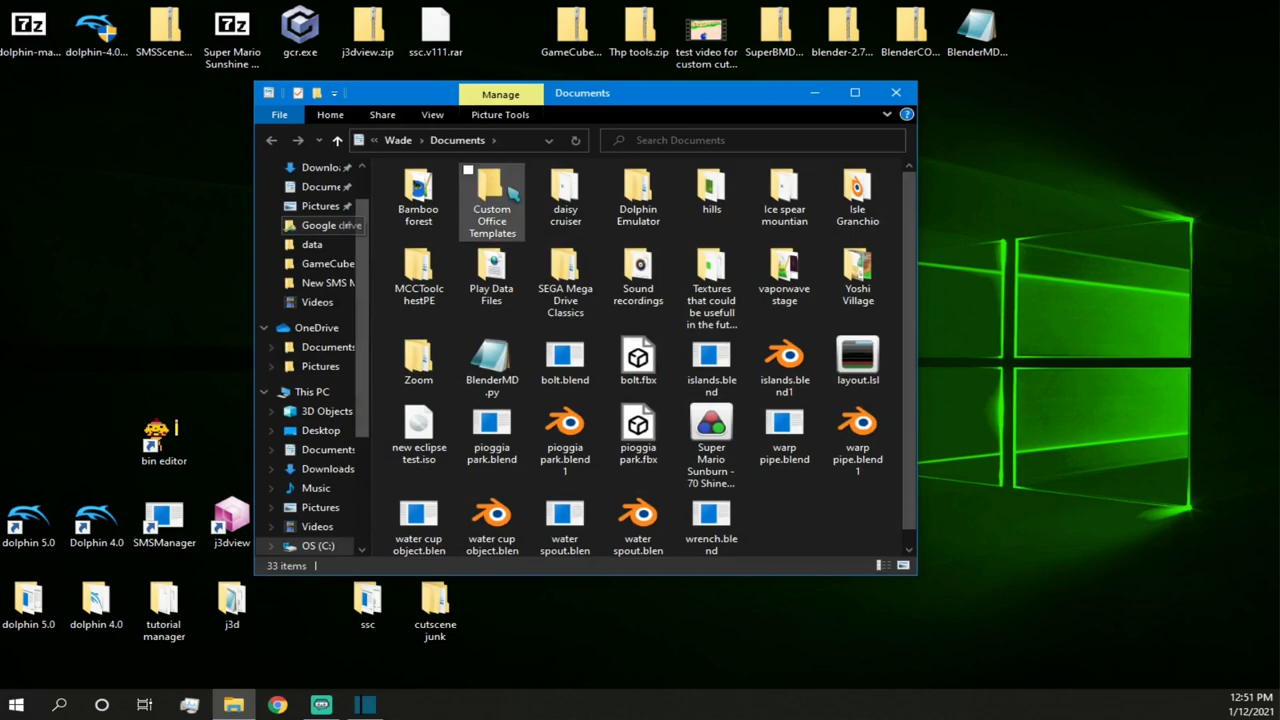 dolphin-ma...
dolphin-4.0...
SMSScene...
Super Mario
Sunshine ...
gcr.exe
j3dview.zip
ssc.v111.rar
GameCube...
Thp tools.zip
test video for
custom cut...
SuperBMD...
blender-2.7...
BlenderCO...
BlenderMD...
Manage
Documents
File
Home
Share
View
Picture Tools
Wade
Documents
Search Documents
Downlo
Docume
Pictures
Google drive
data
GameCube
New SMS M
Videos
OneDrive
Documents
Pictures
This PC
3D Objects
Desktop
Documents
Downloads
Music
Pictures
Videos
OS (C:)
Bamboo
forest
Custom
Office
Templates
daisy
cruiser
Dolphin
Emulator
hills
Ice spear
mountian
Isle
Granchio
MCCToolc
hestPE
Play Data
Files
SEGA Mega
Drive
Classics
Sound
recordings
Textures
that could
be usefull
in the fut...
vaporwave
stage
Yoshi
Village
Zoom
BlenderMD
.py
bolt.blend
bolt.fbx
islands.ble
nd
islands.ble
nd1
layout.lsl
new eclipse
test.iso
pioggia
park.blend
pioggia
park.blend
1
pioggia
park.fbx
Super
Mario
Sunburn -
70 Shine...
warp
pipe.blend
warp
pipe.blend
1
water cup
object.blen
water cup
object.blen
water
spout.blen
water
spout.blen
wrench.ble
nd
33 items
bin editor
dolphin 5.0
Dolphin 4.0
SMSManager
j3dview
dolphin 5.0
dolphin 4.0
tutorial
manager
j3d
ssc
cutscene
junk
12:51 PM
1/12/2021